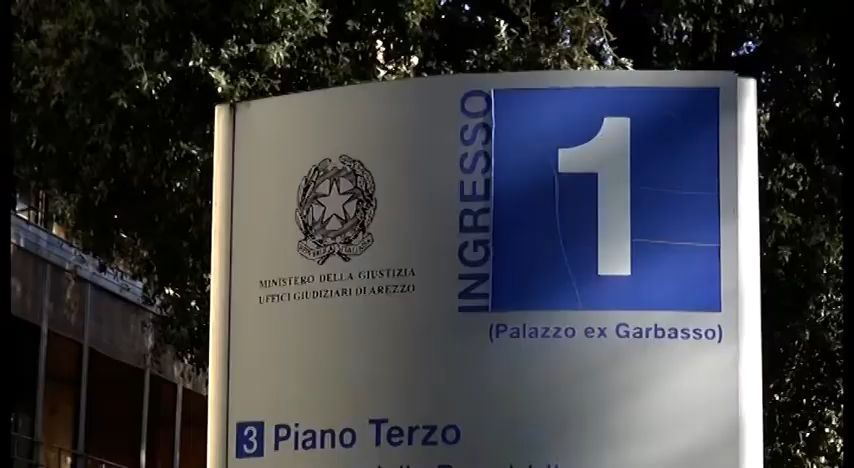 INGRESSO
1
MINISTERO DELLA GIUSTIZIA
UFFICI GIUDIZIARI DI AREZZO
(Palazzo ex Garbasso)
3 Piano Terzo